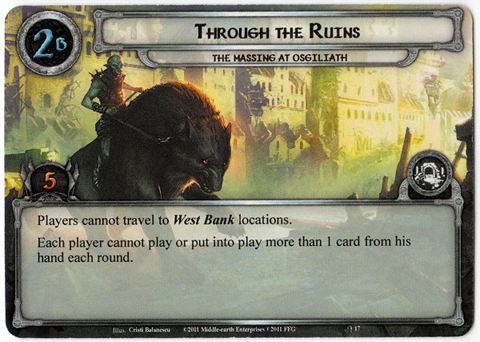 2B
THROUGH THE RUINS
THE MASSING AT OSGILIATH
5
Players cannot travel to West Bank locations.
Each player cannot play or put into play more than 1 card from his
hand each round.
Illus. Cristi Balanescu ©2011 Middle-earth Enterprises † 2011 FFG 17